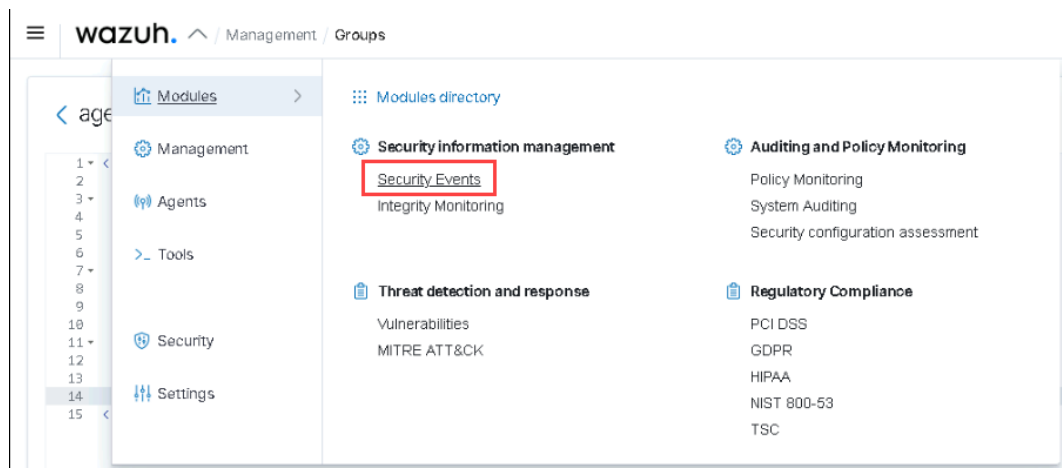 wazuh. / Management / Groups
age
1
2
3
4
5
6
7
8
9
10
11
12
13
14
15
Modules
Management
Agents
>_ Tools
Security
Settings
Modules directory
Security information management
Security Events
Integrity Monitoring
Auditing and Policy Monitoring
Policy Monitoring
System Auditing
Security configuration assessment
Threat detection and response
Vulnerabilities
MITRE ATT&CK
Regulatory Compliance
PCI DSS
GDPR
HIPAA
NIST 800-53
TSC